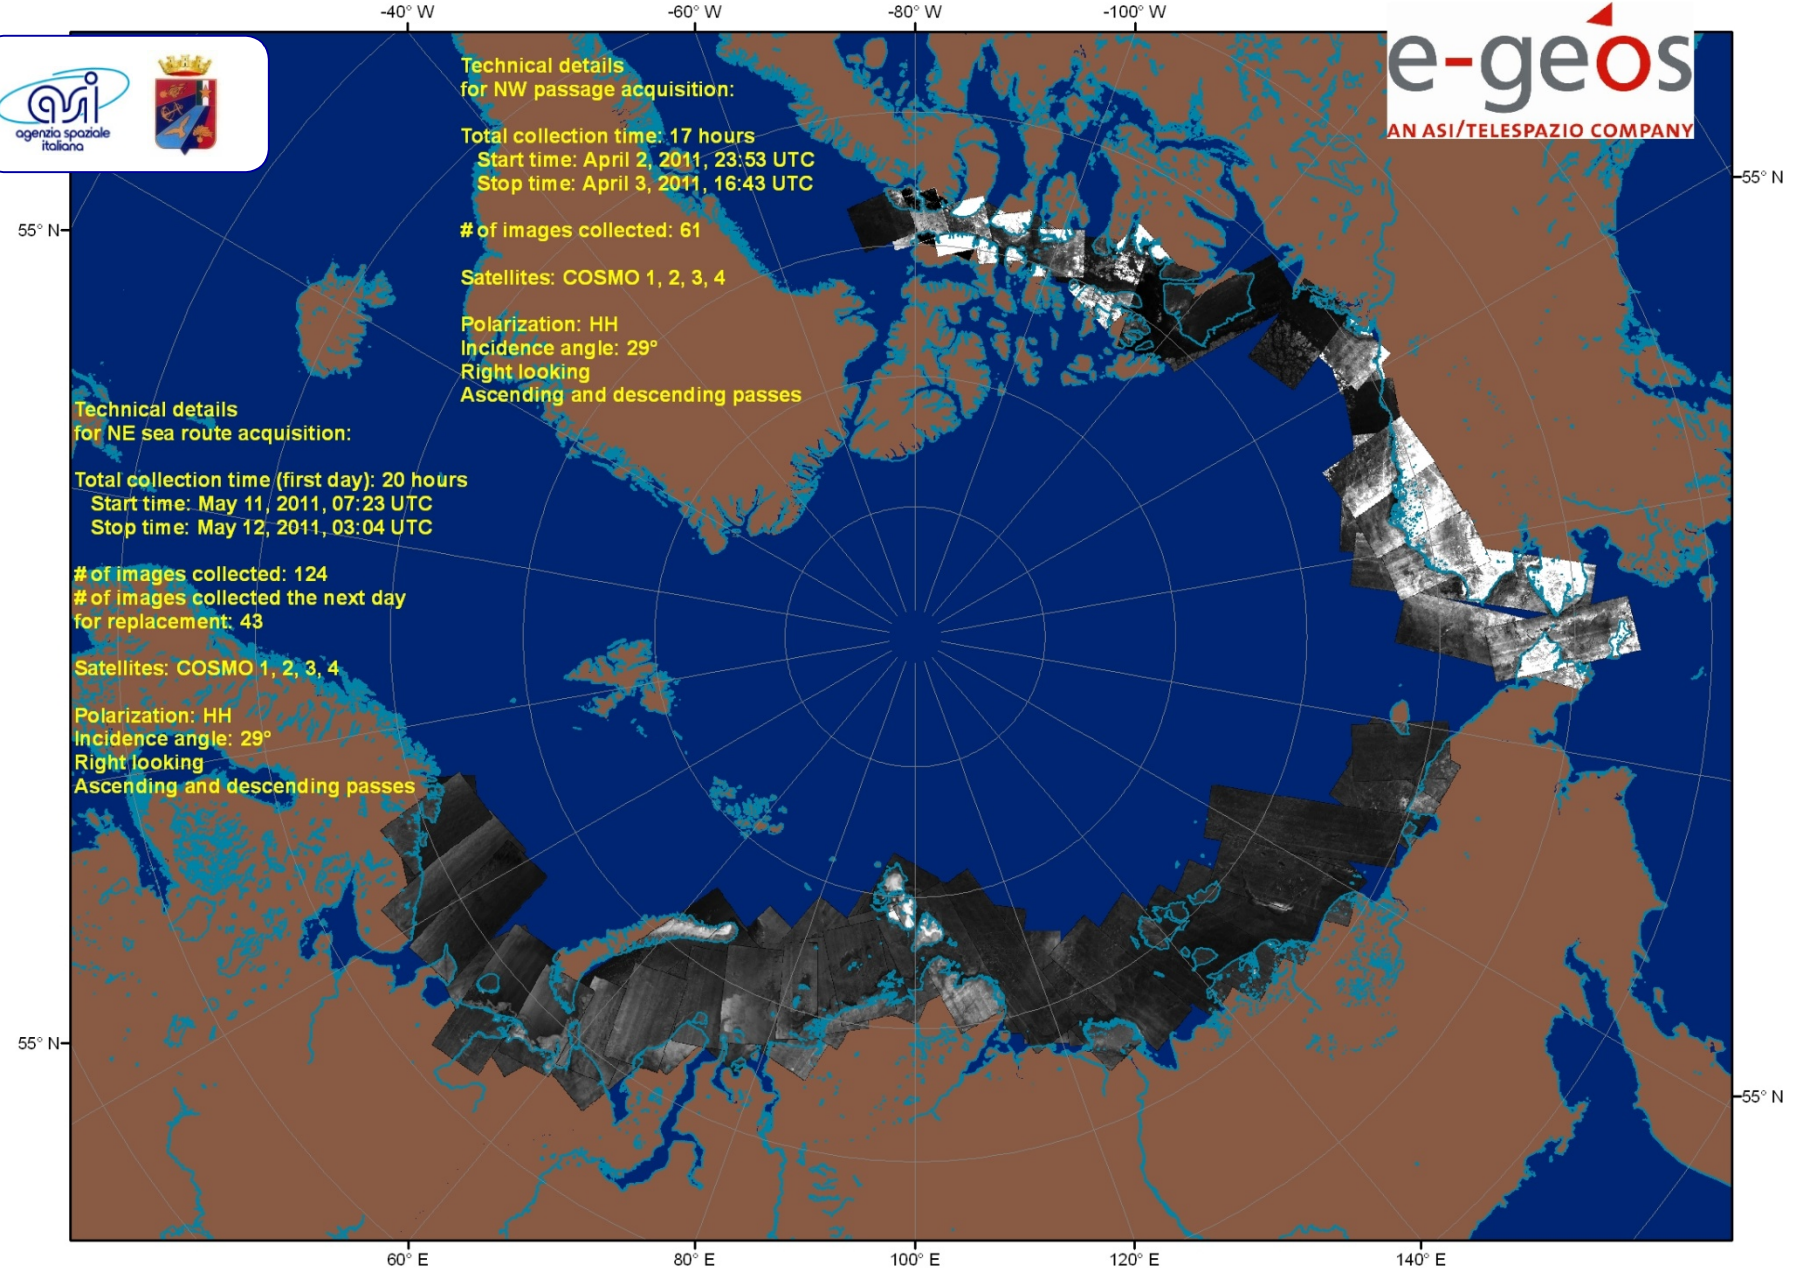 -40° W
-60° W
-80° W
-100° W
asi
agenzia spaziale
italiana
e-geos
AN ASI/TELESPAZIO COMPANY
Technical details
for NW passage acquisition:
Total collection time: 17 hours
Start time: April 2, 2011, 23:53 UTC
Stop time: April 3, 2011, 16:43 UTC
# of images collected: 61
Satellites: COSMO 1, 2, 3, 4
Polarization: HH
Incidence angle: 29°
Right looking
Ascending and descending passes
55° N
55° N
Technical details
for NE sea route acquisition:
Total collection time (first day): 20 hours
Start time: May 11, 2011, 07:23 UTC
Stop time: May 12, 2011, 03:04 UTC
# of images collected: 124
# of images collected the next day
for replacement: 43
Satellites: COSMO 1, 2, 3, 4
Polarization: HH
Incidence angle: 29°
Right looking
Ascending and descending passes
55° N
55° N
60° E
80° E
100° E
120° E
140° E